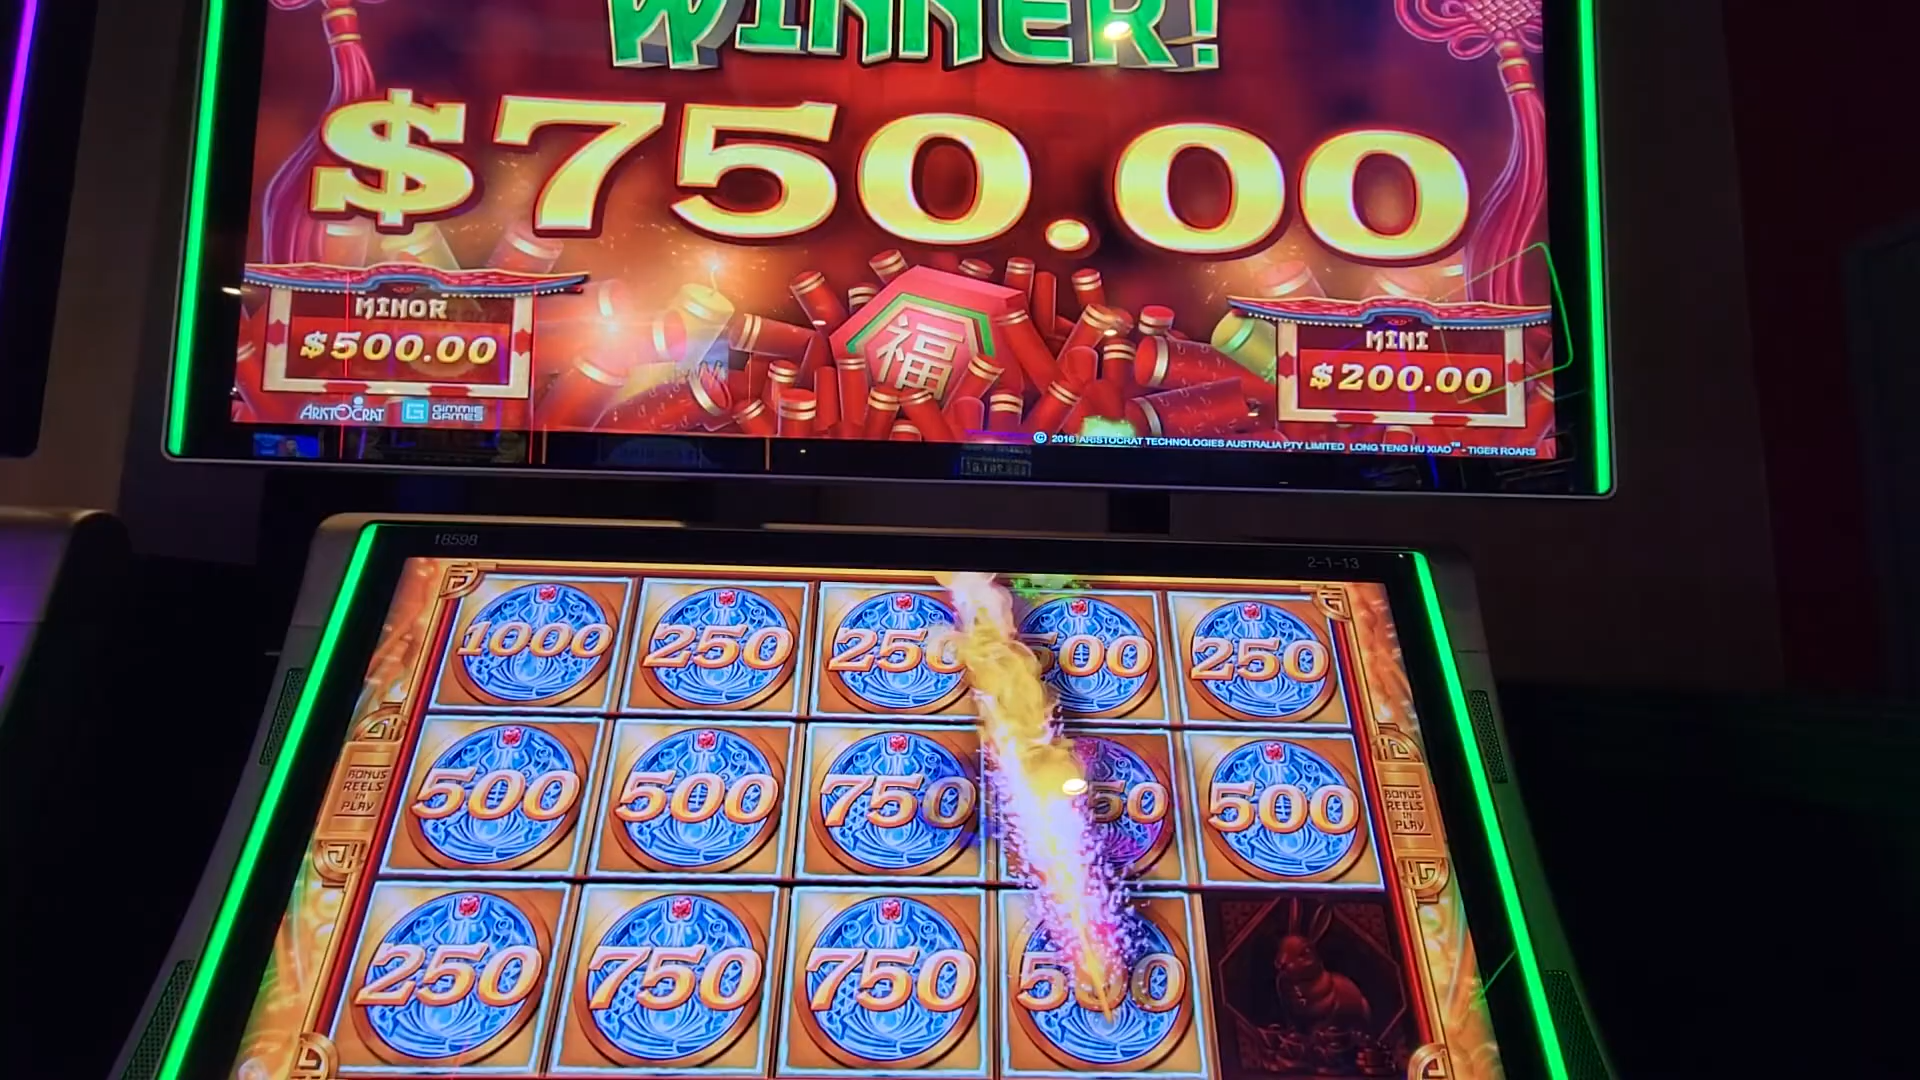 WINNER!
$750.00
MINOR
$500.00
MINI
$200.00
福
ARISTOCRAT
GIMMIE GAMES
© 2016 ARISTOCRAT TECHNOLOGIES AUSTRALIA PTY LIMITED LONG TENG HU XIAO™ - TIGER ROARS
18598
2-1-13
1000 250 250 500 250
500 500 750 500
250 750 750 500
BONUS
REELS
IN
PLAY
BONUS
REELS
IN
PLAY